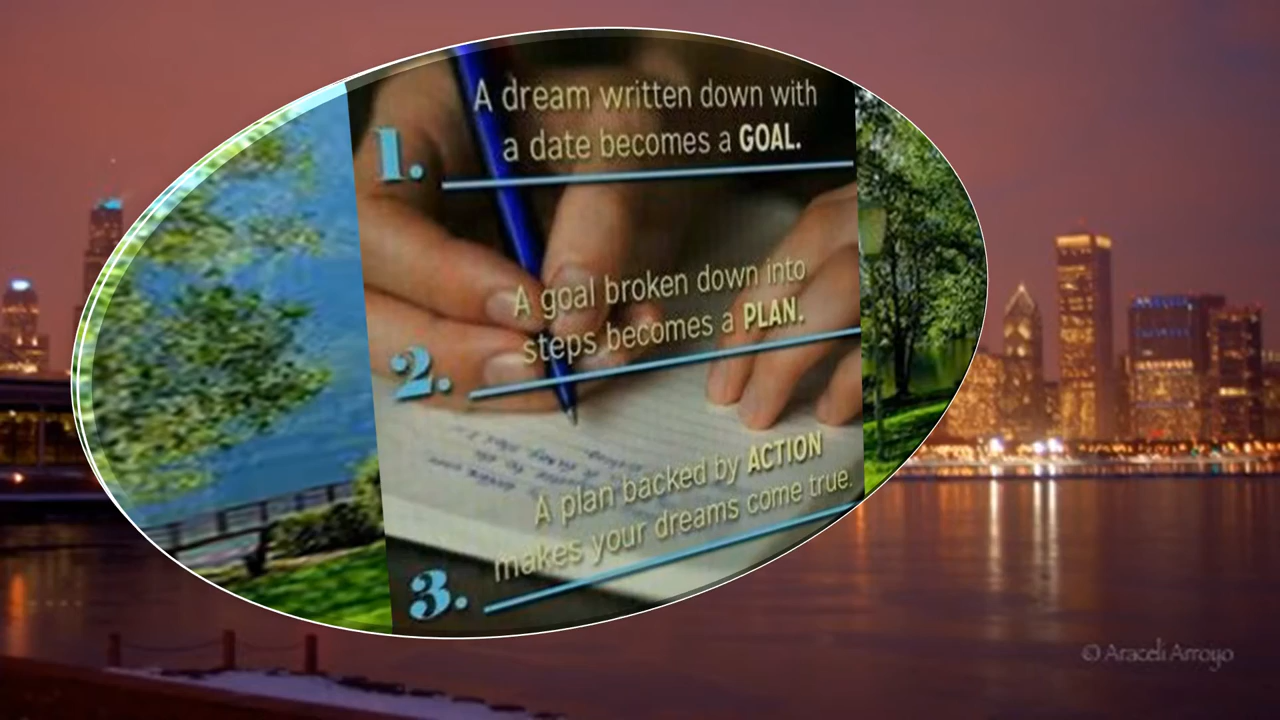 1.
A dream written down with
a date becomes a GOAL.
2.
A goal broken down into
steps becomes a PLAN.
3.
A plan backed by ACTION
makes your dreams come true.
© Araceli Arroyo